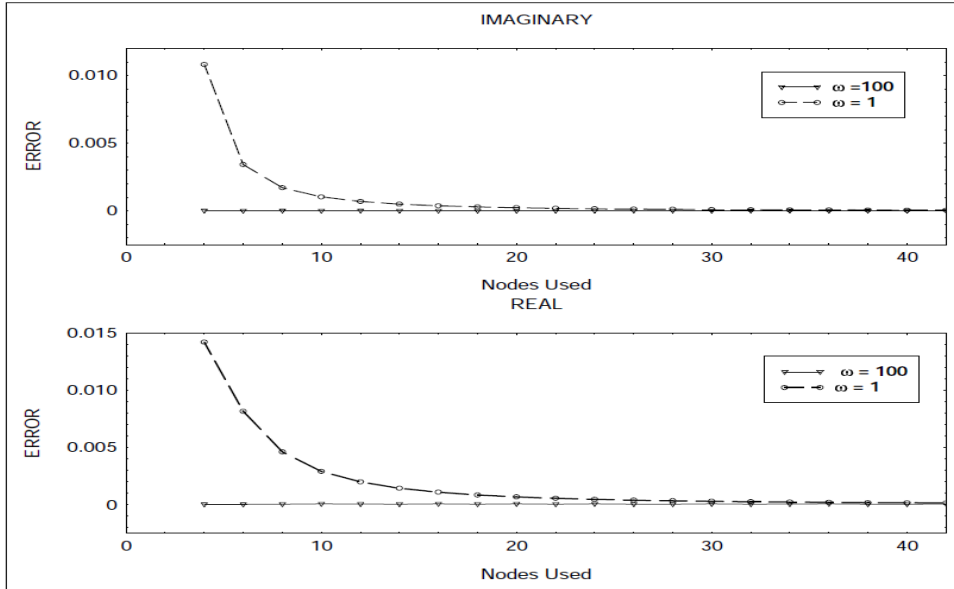 IMAGINARY
0.010
0.005
0
ERROR
ω =100
ω = 1
0 10 20 30 40
Nodes Used
REAL
0.015
0.010
0.005
0
ERROR
ω = 100
ω = 1
0 10 20 30 40
Nodes Used